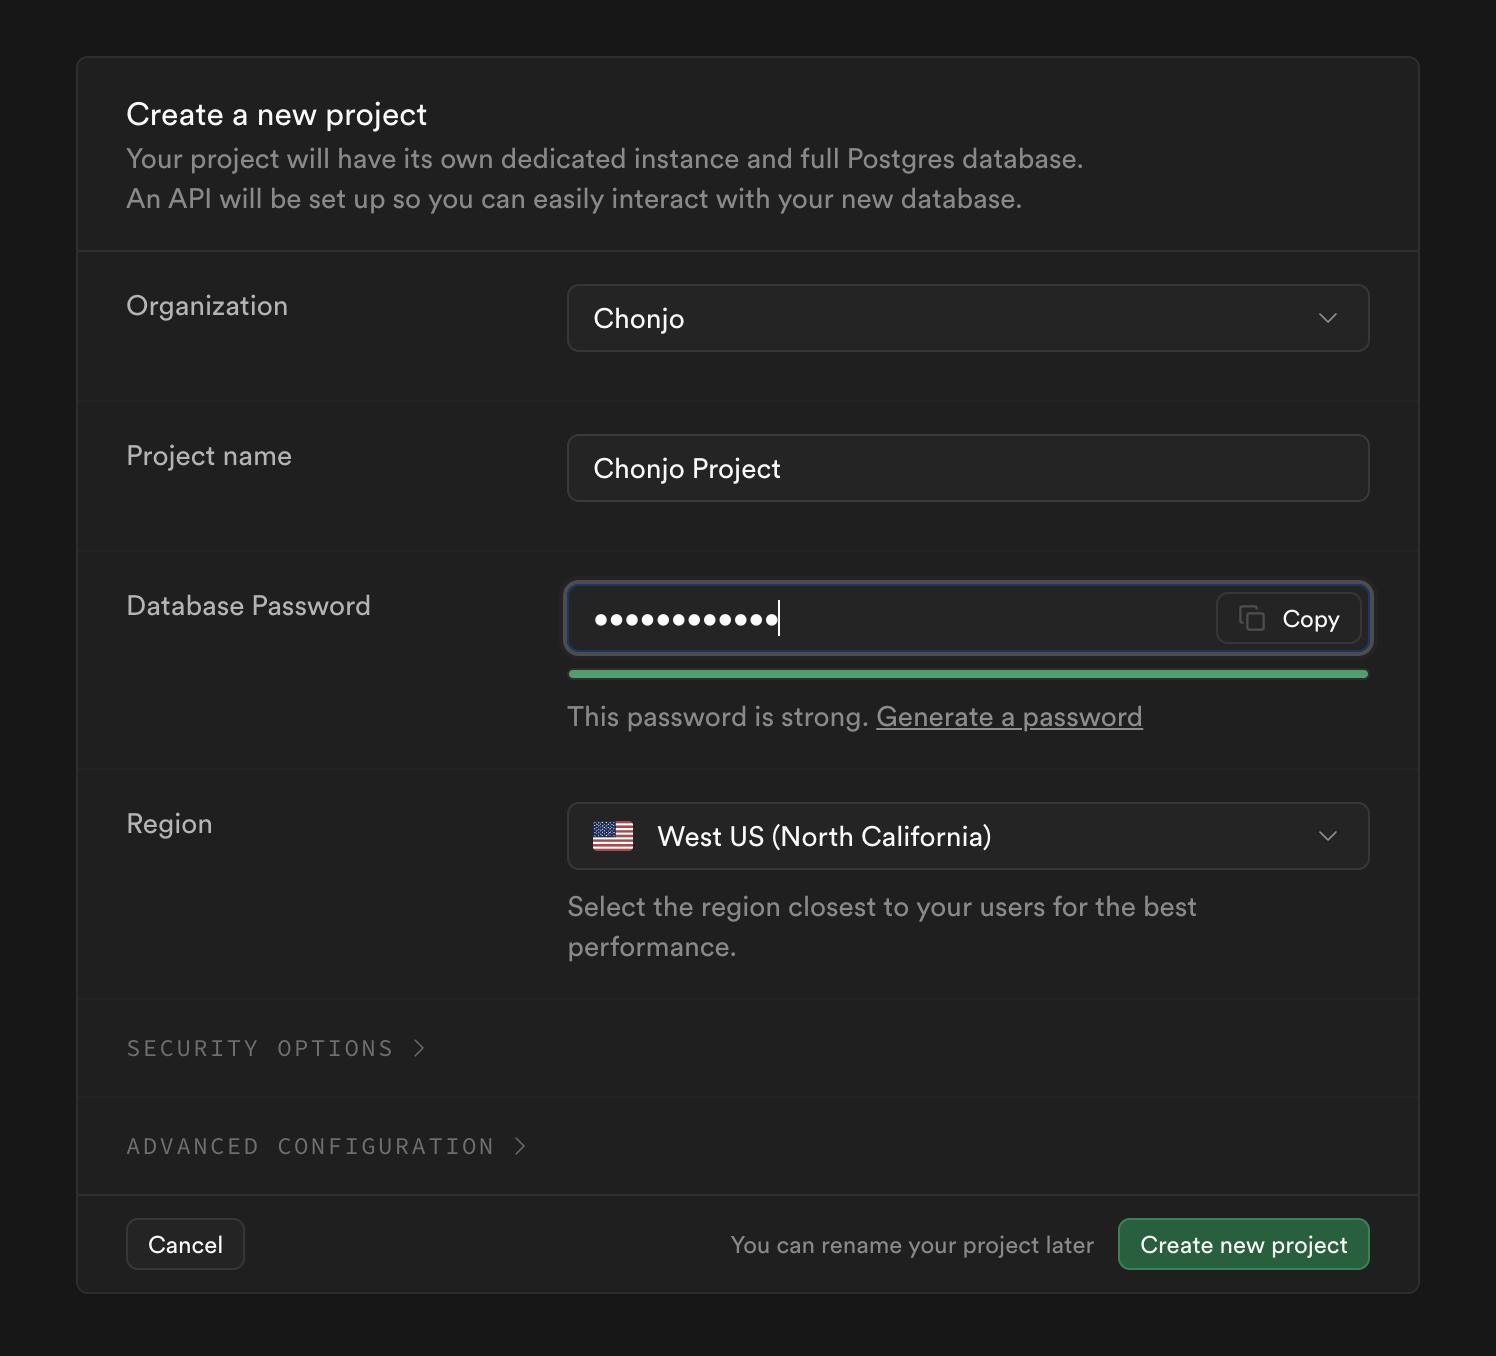 Create a new project
Your project will have its own dedicated instance and full Postgres database.
An API will be set up so you can easily interact with your new database.
Organization
Chonjo
Project name
Chonjo Project
Database Password
••••••••••••
Copy
This password is strong. Generate a password
Region
West US (North California)
Select the region closest to your users for the best
performance.
SECURITY OPTIONS
ADVANCED CONFIGURATION
Cancel
You can rename your project later
Create new project